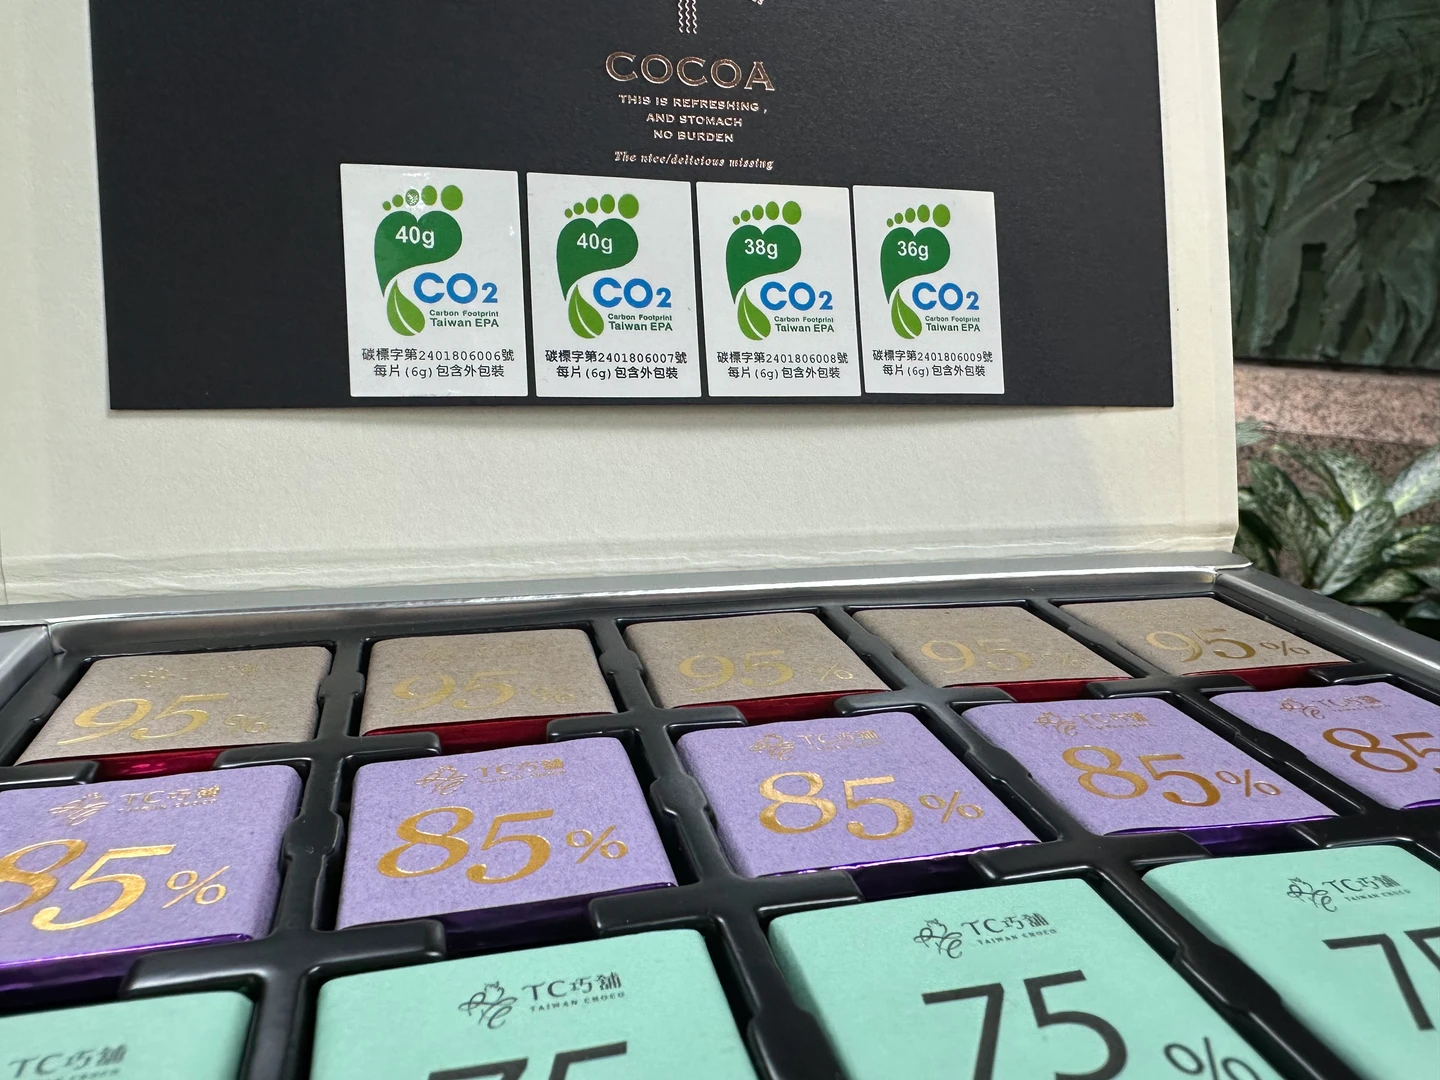 COCOA
THIS IS REFRESHING,
AND STOMACH
NO BURDEN
The nice/delicious missing
40g
CO2
Carbon Footprint
Taiwan EPA
碳標字第2401806006號
每片(6g)包含外包裝
40g
CO2
Carbon Footprint
Taiwan EPA
碳標字第2401806007號
每片(6g)包含外包裝
38g
CO2
Carbon Footprint
Taiwan EPA
碳標字第2401806008號
每片(6g)包含外包裝
36g
CO2
Carbon Footprint
Taiwan EPA
碳標字第2401806009號
每片(6g)包含外包裝
95%
95%
95%
95%
95%
TC巧舖
85%
TC巧舖
85%
TC巧舖
85%
TC巧舖
85%
TC巧舖
85
TC巧舖
TC巧舖
TAIWAN CHOCO
75
TC巧舖
TAIWAN CHOCO
75%
TC巧舖
TAIWAN CHOCO
75